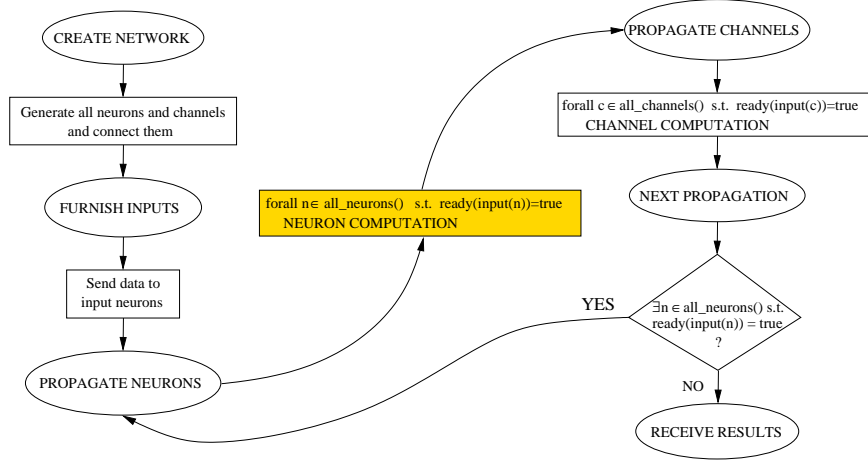 CREATE NETWORK
Generate all neurons and channels
and connect them
FURNISH INPUTS
Send data to
input neurons
PROPAGATE NEURONS
forall n∈ all_neurons() s.t. ready(input(n))=true
NEURON COMPUTATION
PROPAGATE CHANNELS
forall c∈all_channels() s.t. ready(input(c))=true
CHANNEL COMPUTATION
NEXT PROPAGATION
∃n∈all_neurons() s.t.
ready(input(n)) = true
?
YES
NO
RECEIVE RESULTS